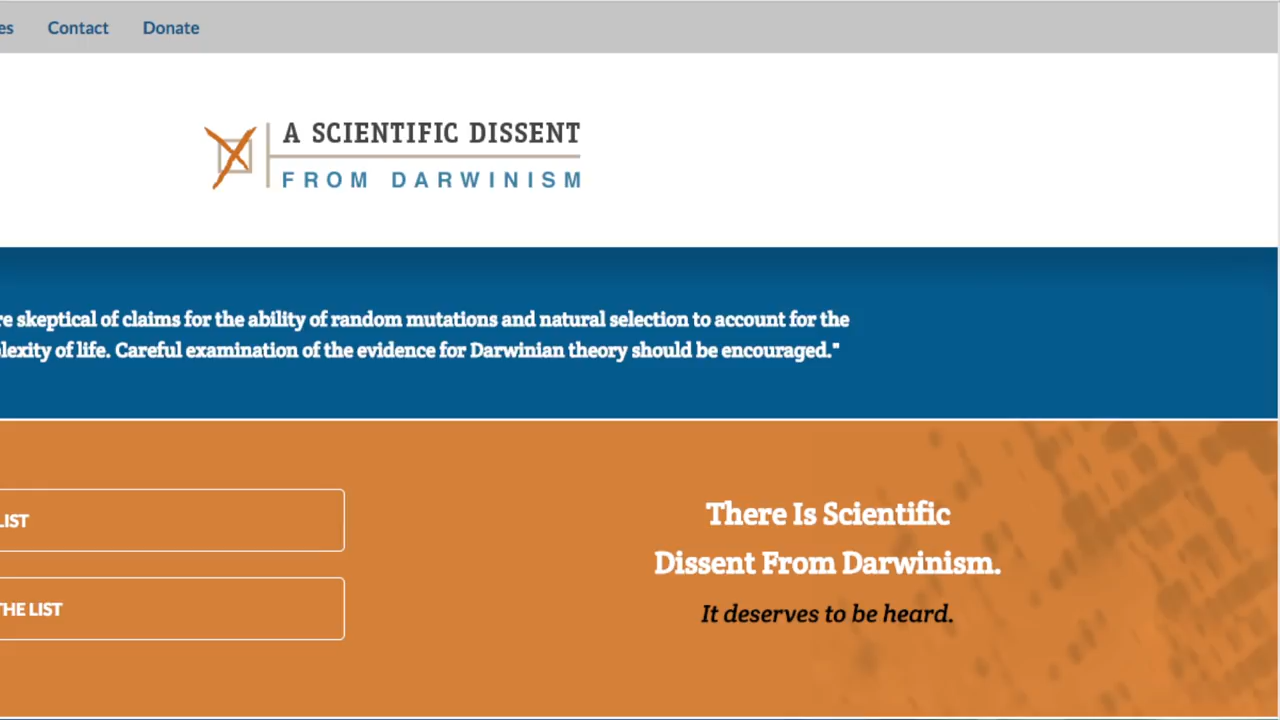 es Contact Donate
A SCIENTIFIC DISSENT
FROM DARWINISM
re skeptical of claims for the ability of random mutations and natural selection to account for the
lexity of life. Careful examination of the evidence for Darwinian theory should be encouraged."
LIST
THE LIST
There Is Scientific
Dissent From Darwinism.
It deserves to be heard.